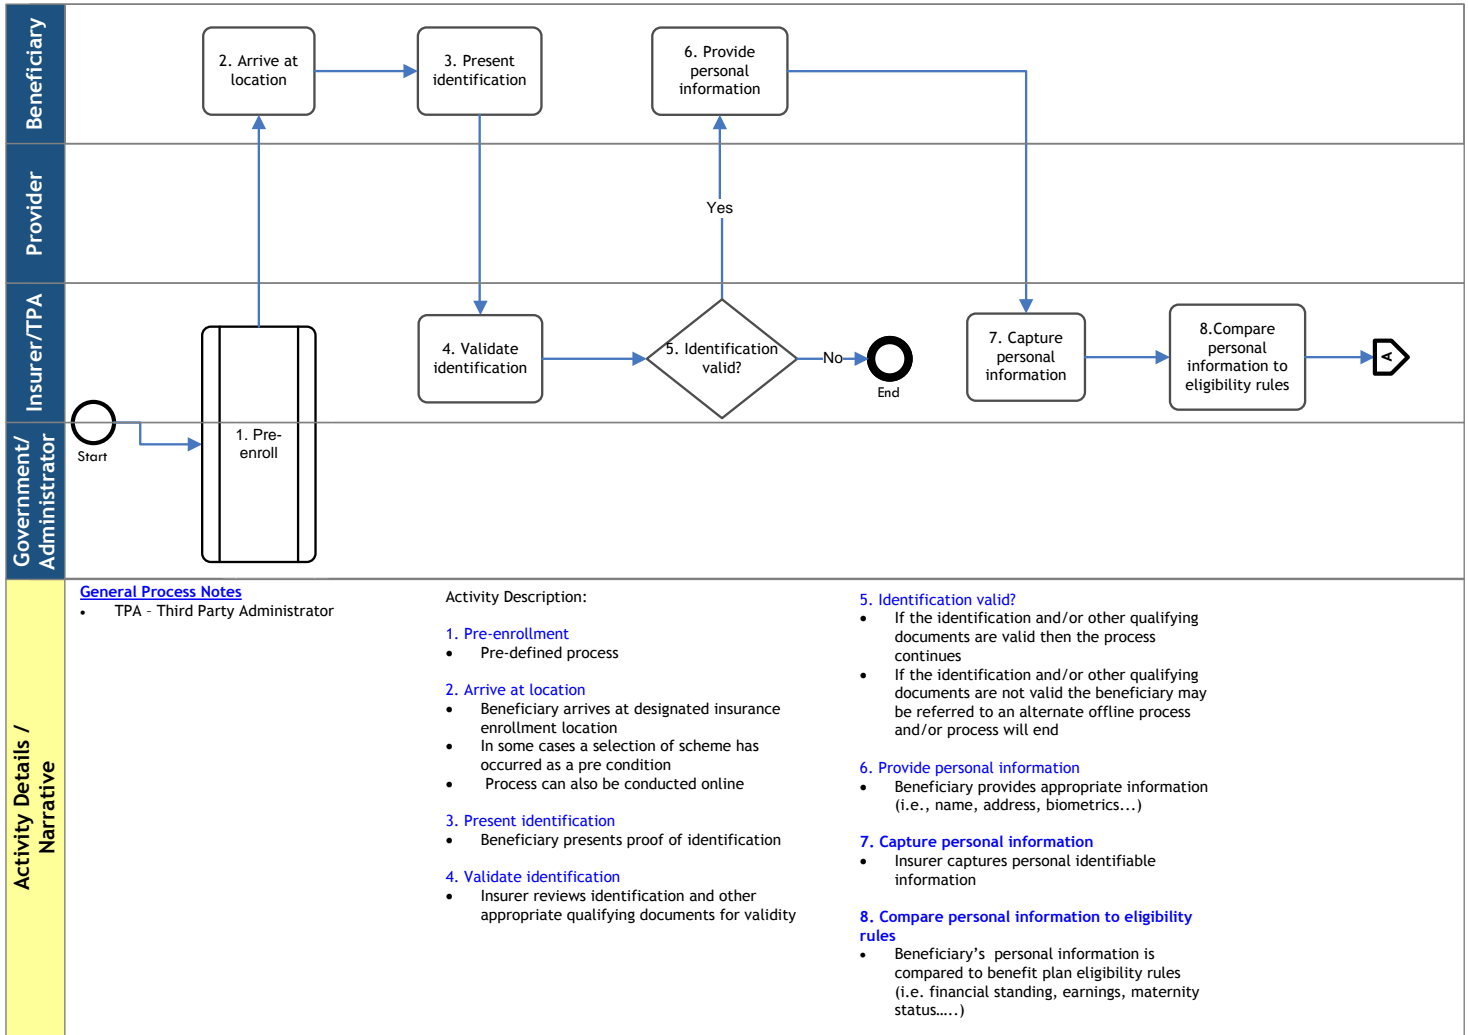 Beneficiary
2. Arrive at
location
3. Present
identification
6. Provide
personal
information
Provider
Yes
Insurer/TPA
4. Validate
identification
5. Identification
valid?
No
End
7. Capture
personal
information
8.Compare
personal
information to
eligibility rules
A
Government/
Administrator
Start
1. Pre-
enroll
Activity Details /
Narrative
General Process Notes
• TPA – Third Party Administrator
Activity Description:
1. Pre-enrollment
• Pre-defined process
2. Arrive at location
• Beneficiary arrives at designated insurance
enrollment location
• In some cases a selection of scheme has
occurred as a pre condition
• Process can also be conducted online
3. Present identification
• Beneficiary presents proof of identification
4. Validate identification
• Insurer reviews identification and other
appropriate qualifying documents for validity
5. Identification valid?
• If the identification and/or other qualifying
documents are valid then the process
continues
• If the identification and/or other qualifying
documents are not valid the beneficiary may
be referred to an alternate offline process
and/or process will end
6. Provide personal information
• Beneficiary provides appropriate information
(i.e., name, address, biometrics...)
7. Capture personal information
• Insurer captures personal identifiable
information
8. Compare personal information to eligibility
rules
• Beneficiary’s  personal information is
compared to benefit plan eligibility rules
(i.e. financial standing, earnings, maternity
status…..)